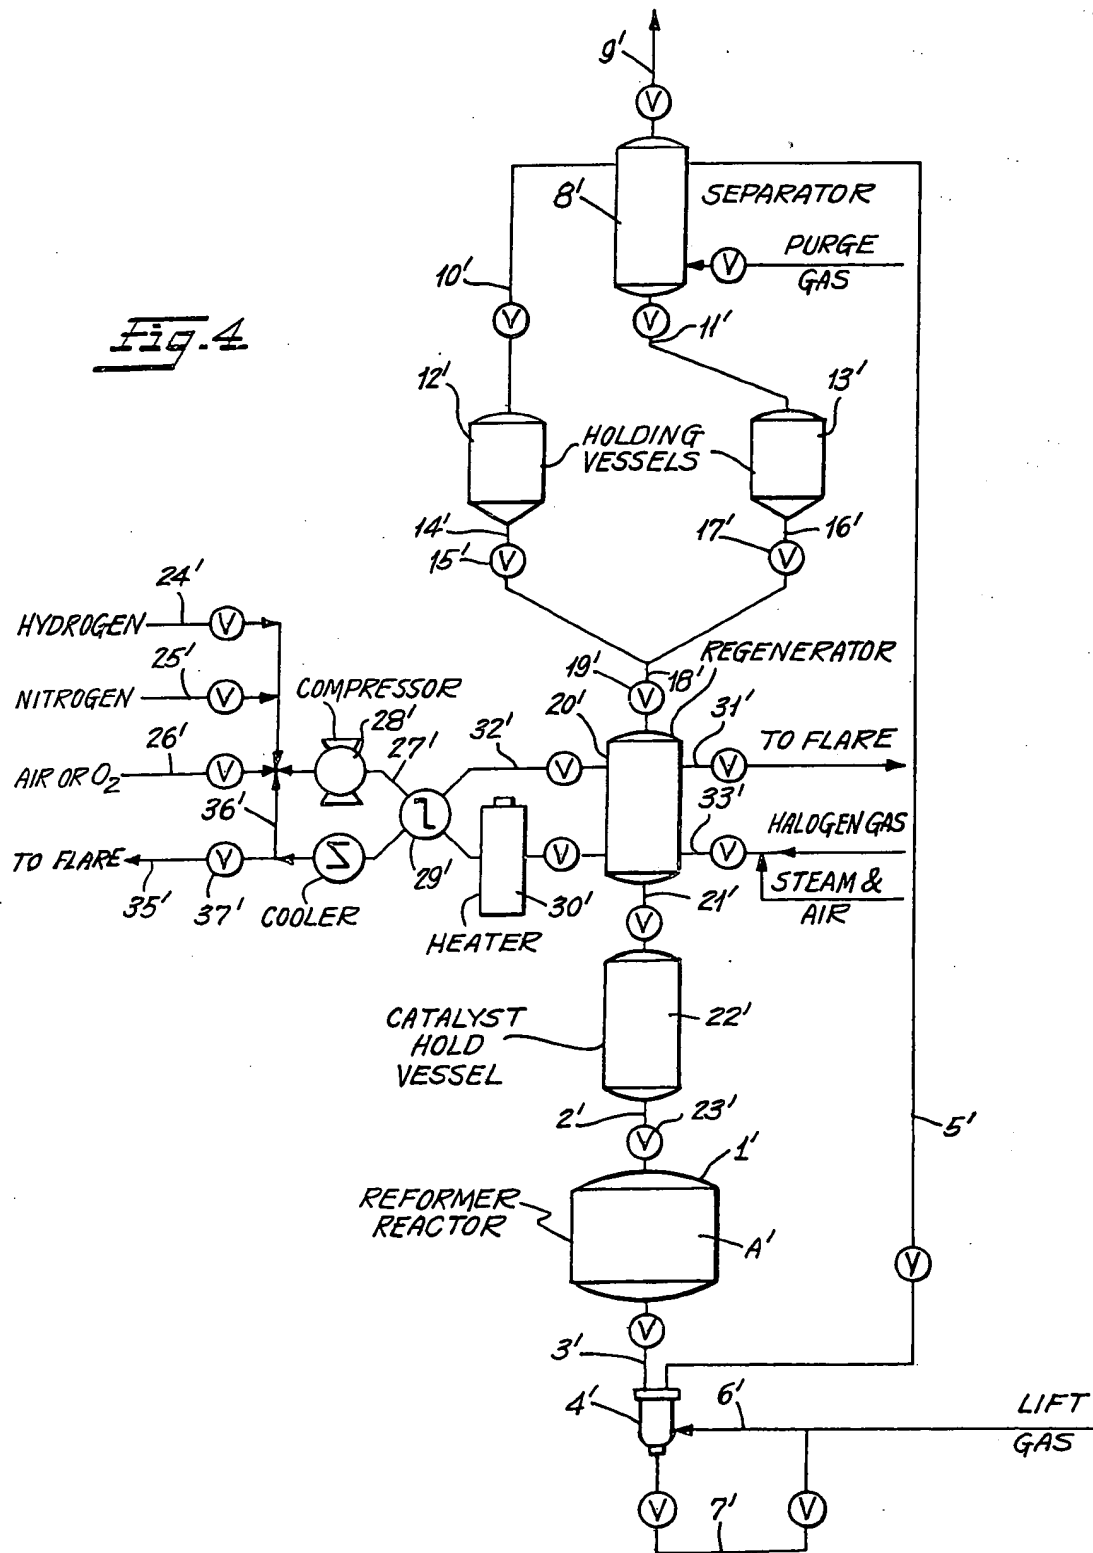 9'
V
8'
SEPARATOR
PURGE
GAS
V
10'
V
V
11'
Fig. 4
12'
13'
HOLDING
VESSELS
14'
15'
V
17'
16'
V
24'
HYDROGEN
V
25'
NITROGEN
V
COMPRESSOR
28'
19'
V
18'
REGENERATOR
26'
AIR OR O2
V
27'
32'
V
20'
31'
V
TO FLARE
36'
33'
TO FLARE
35'
V
37'
COOLER
29'
HEATER
30'
V
V
HALOGEN GAS
STEAM &
AIR
21'
V
CATALYST
HOLD
VESSEL
22'
2'
23'
V
5'
1'
REFORMER
REACTOR
A'
V
V
3'
4'
6'
LIFT
GAS
V
7'
V